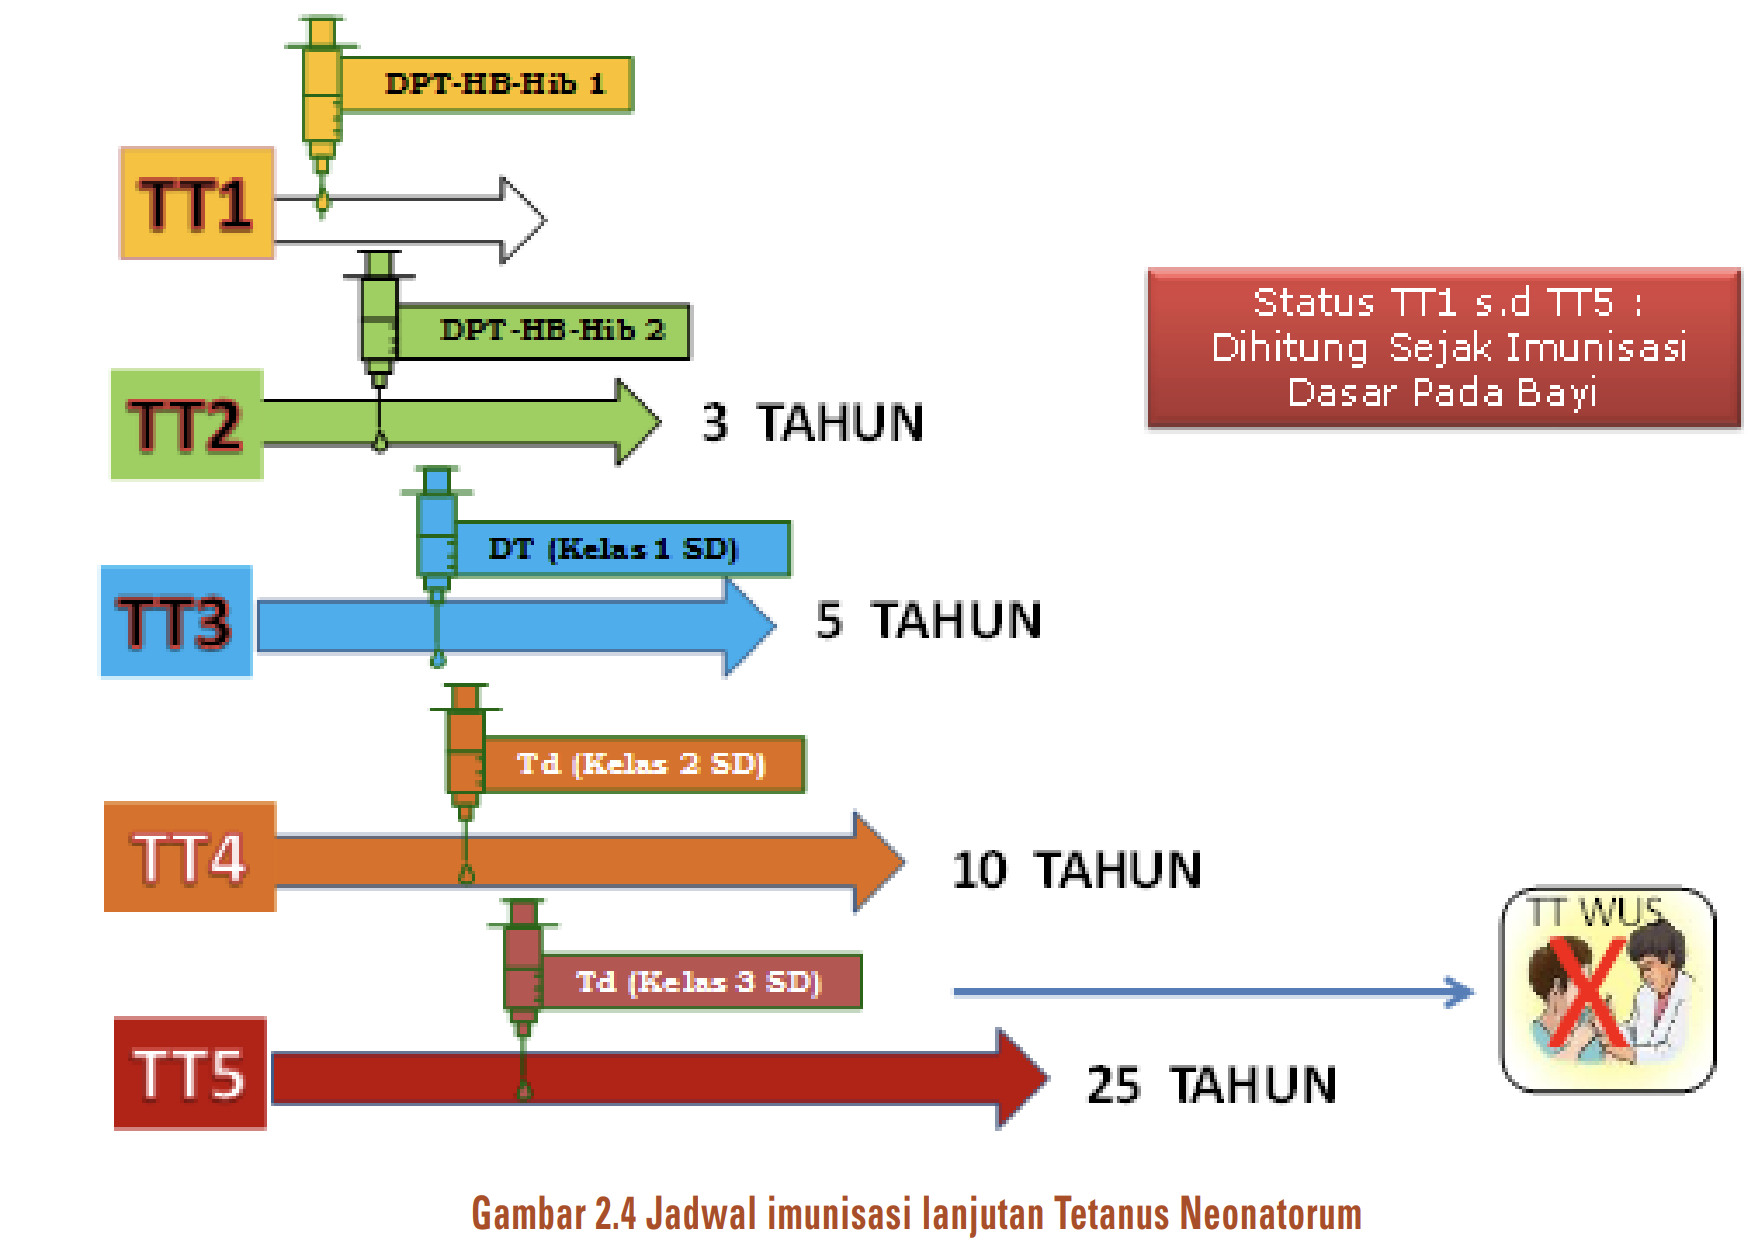 DPT-HB-Hib 1
TT1
DPT-HB-Hib 2
TT2
3 TAHUN
Status TT1 s.d TT5 :
Dihitung Sejak Imunisasi
Dasar Pada Bayi
DT (Kelas 1 SD)
TT3
5 TAHUN
Td (Kelas 2 SD)
TT4
10 TAHUN
TT WUS
Td (Kelas 3 SD)
TT5
25 TAHUN
Gambar 2.4 Jadwal imunisasi lanjutan Tetanus Neonatorum